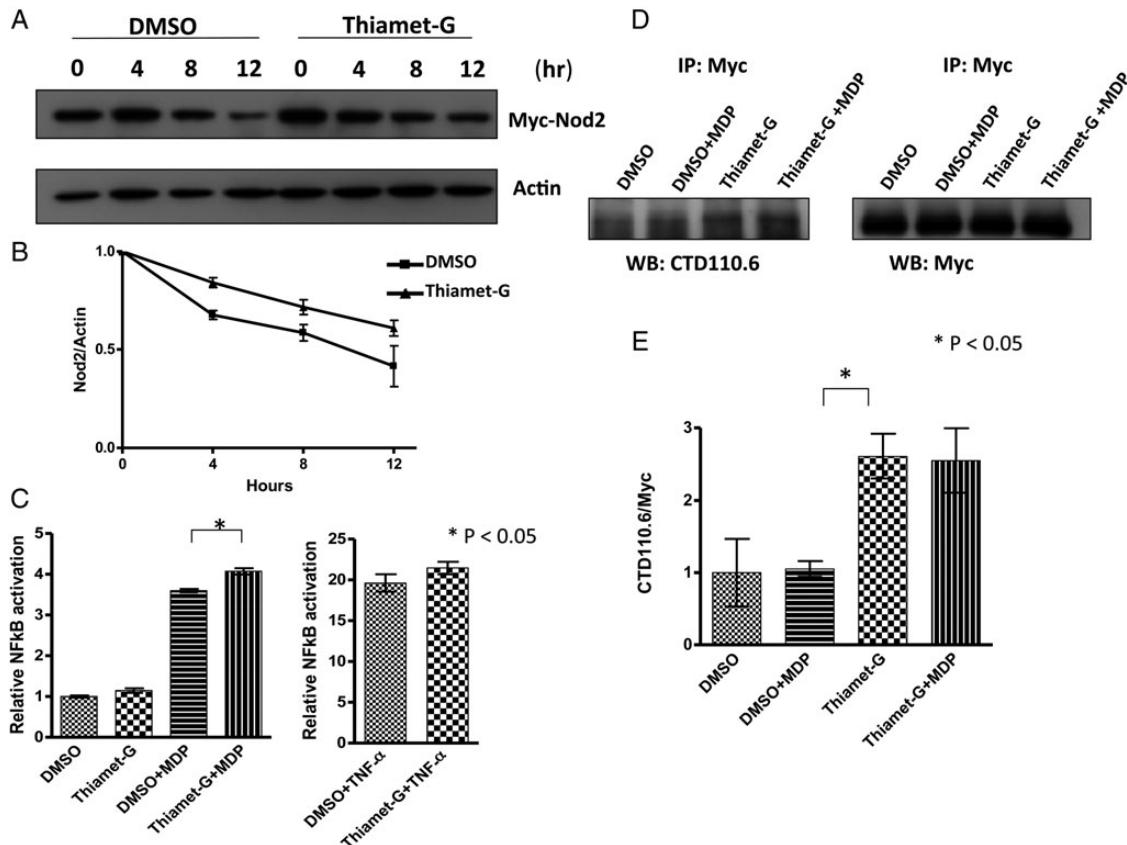 A
DMSO Thiamet-G
0 4 8 12 0 4 8 12 (hr)
Myc-Nod2
Actin
B
1.0
0.5
0.0
Nod2/Actin
DMSO
Thiamet-G
0 4 8 12
Hours
C
Relative NFkB activation
5
4
3
2
1
0
*
DMSO
Thiamet-G
DMSO+MDP
Thiamet-G+MDP
Relative NFkB activation
25
20
15
10
5
0
* P < 0.05
DMSO+TNF-α
Thiamet-G+TNF-α
D
IP: Myc
DMSO
DMSO+MDP
Thiamet-G
Thiamet-G +MDP
WB: CTD110.6
IP: Myc
DMSO
DMSO+MDP
Thiamet-G
Thiamet-G +MDP
WB: Myc
E
* P < 0.05
*
CTD110.6/Myc
3
2
1
0
DMSO
DMSO+MDP
Thiamet-G
Thiamet-G+MDP